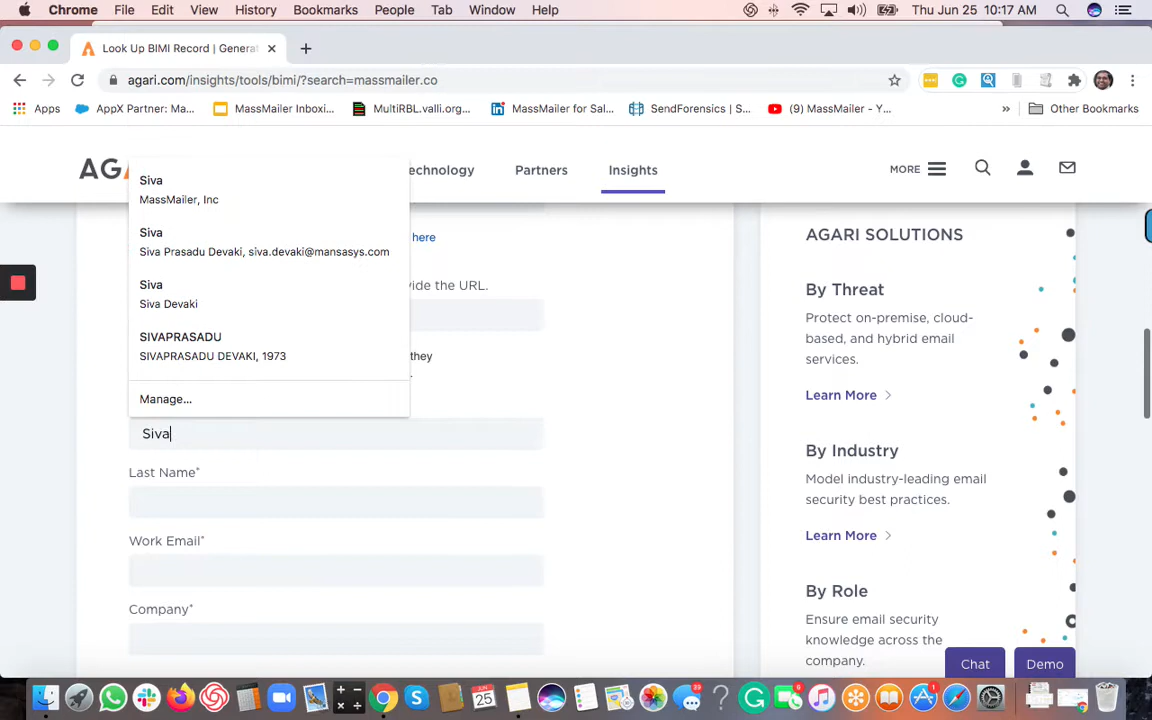 Chrome File Edit View History Bookmarks People Tab Window Help Thu Jun 25 10:17 AM
Look Up BIMI Record | Genera
agari.com/insights/tools/bimi/?search=massmailer.co
Apps AppX Partner: Ma... MassMailer Inboxi... MultiRBL.valli.org... MassMailer for Sal... SendForensics | S... (9) MassMailer - Y... » Other Bookmarks
AG echnology Partners Insights MORE
Siva
MassMailer, Inc
Siva
Siva Prasadu Devaki, siva.devaki@mansasys.com
Siva
Siva Devaki
SIVAPRASADU
SIVAPRASADU DEVAKI, 1973
Manage...
here
vide the URL.
they
Siva
Last Name*
Work Email*
Company*
AGARI SOLUTIONS
By Threat
Protect on-premise, cloud-
based, and hybrid email
services.
Learn More
By Industry
Model industry-leading email
security best practices.
Learn More
By Role
Ensure email security
knowledge across the
company.
Chat Demo